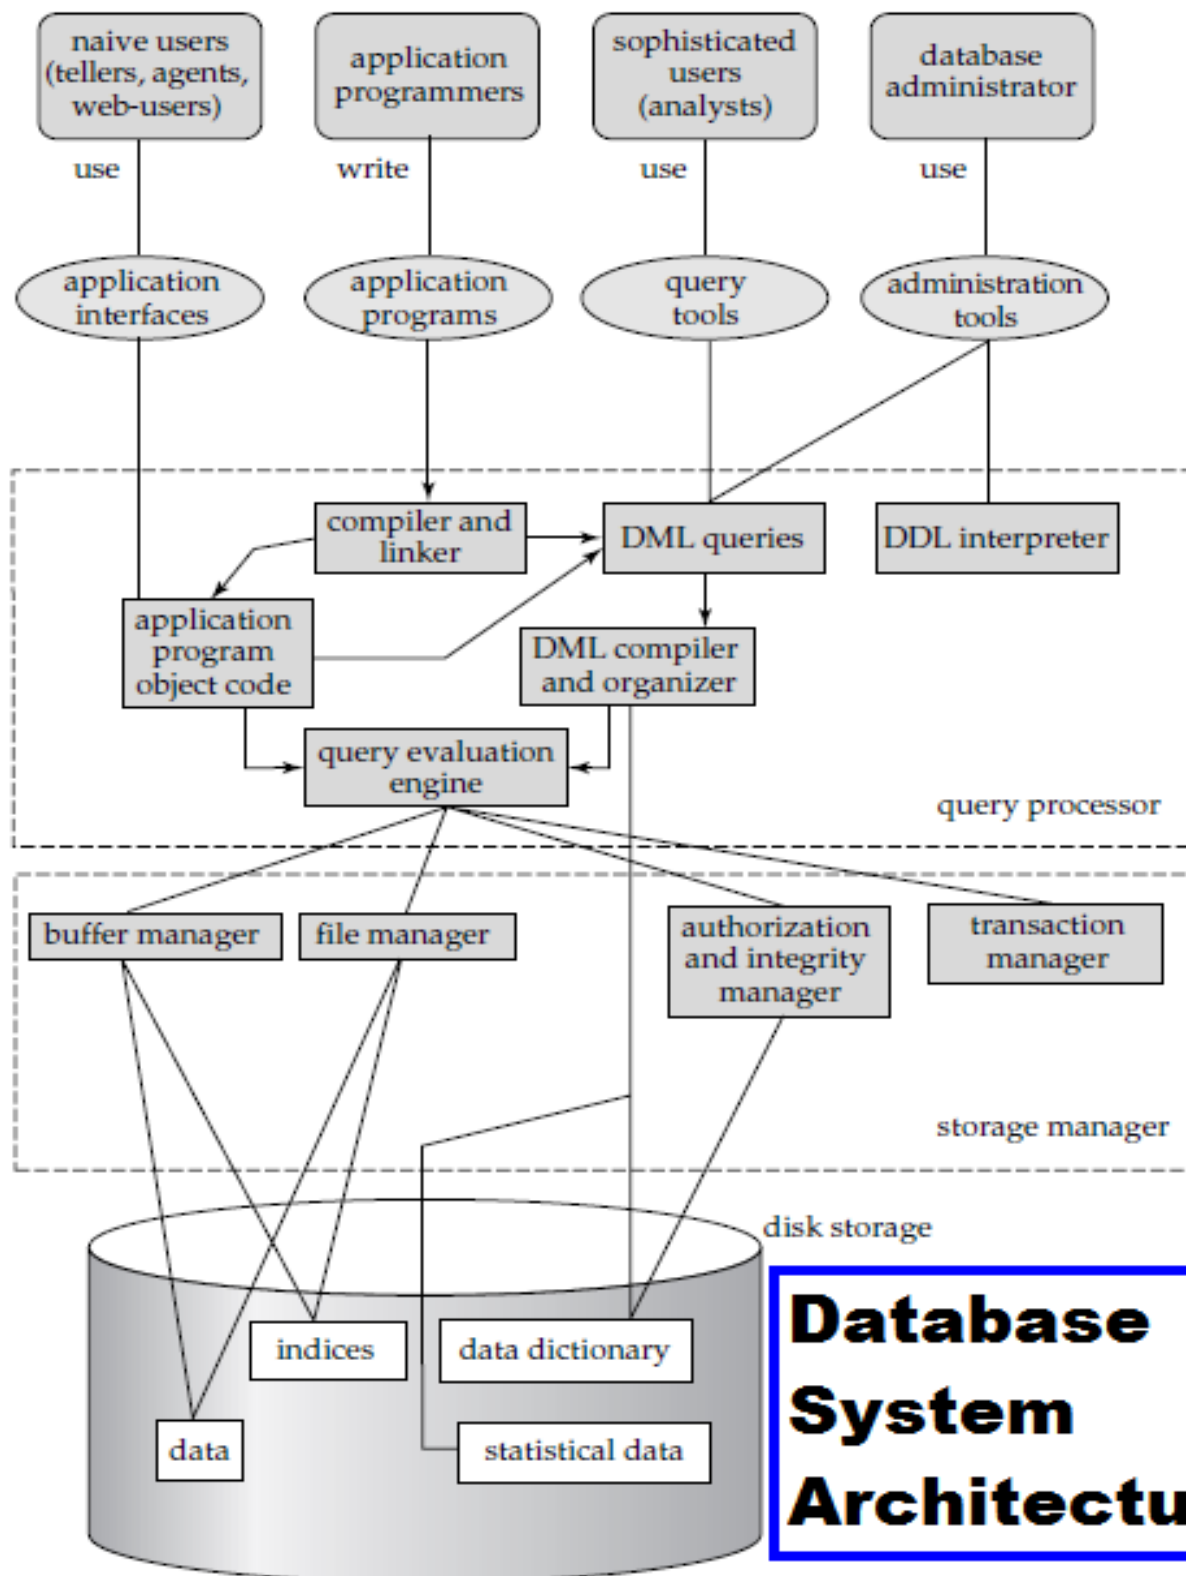 naive users
(tellers, agents,
web-users)
application
programmers
sophisticated
users
(analysts)
database
administrator
use
write
use
use
application
interfaces
application
programs
query
tools
administration
tools
compiler and
linker
DML queries
DDL interpreter
application
program
object code
DML compiler
and organizer
query evaluation
engine
query processor
buffer manager
file manager
authorization
and integrity
manager
transaction
manager
storage manager
disk storage
indices
data dictionary
data
statistical data
Database
System
Architectu